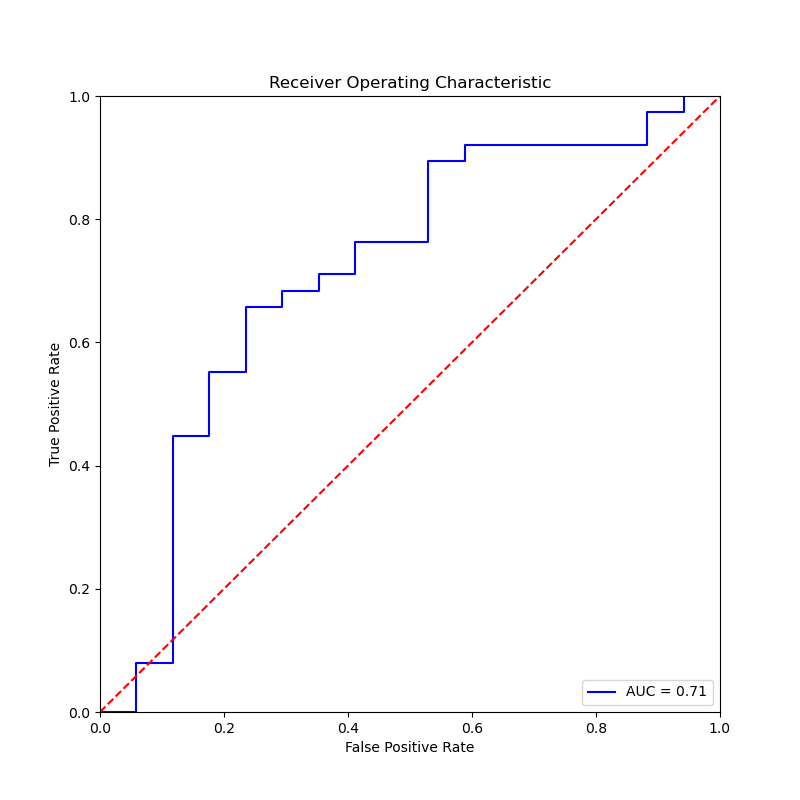 Receiver Operating Characteristic
1.0
0.8
0.6
0.4
0.2
0.0
True Positive Rate
AUC = 0.71
0.0 0.2 0.4 0.6 0.8 1.0
False Positive Rate